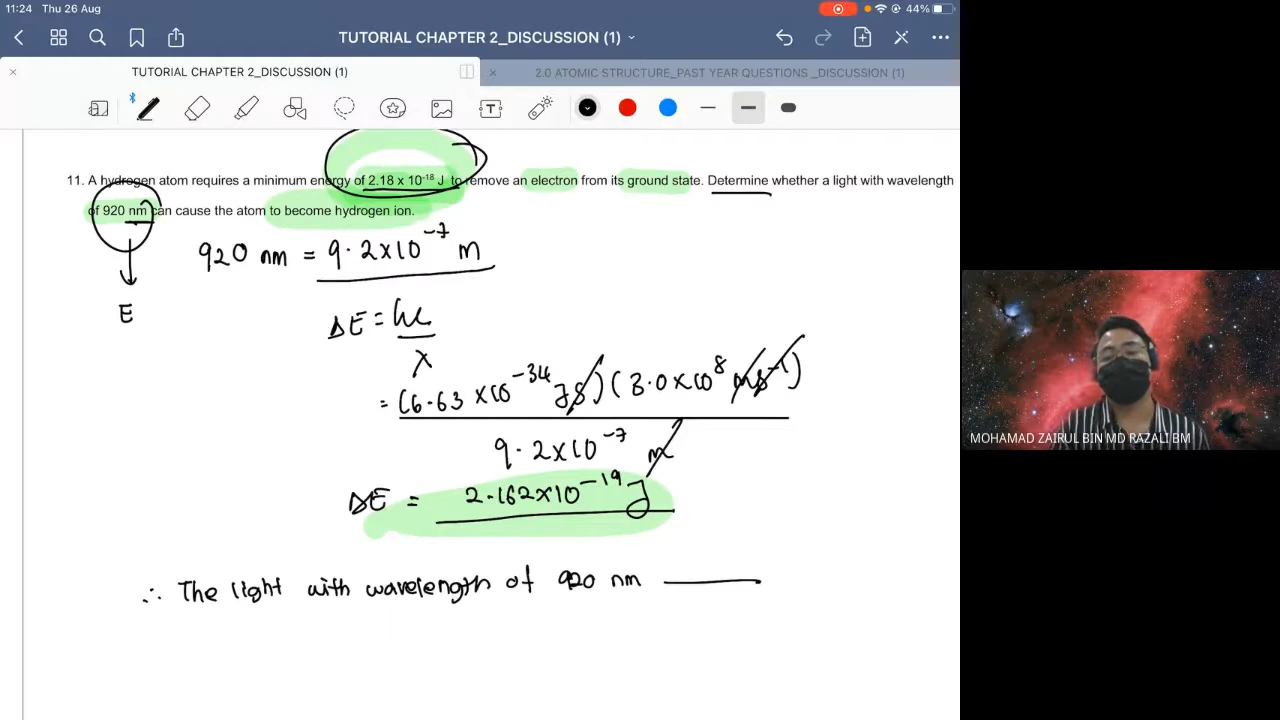 11:24 Thu 26 Aug 44%
TUTORIAL CHAPTER 2_DISCUSSION (1)
TUTORIAL CHAPTER 2_DISCUSSION (1) 2.0 ATOMIC STRUCTURE_PAST YEAR QUESTIONS _DISCUSSION (1)
11. A hydrogen atom requires a minimum energy of 2.18 x 10⁻¹⁸ J to remove an electron from its ground state. Determine whether a light with wavelength
of 920 nm can cause the atom to become hydrogen ion.
920 nm = 9.2×10⁻⁷ m
E
ΔE = hc
λ
= (6.63 ×10⁻³⁴ Js) (3.0×10⁸ ms⁻¹)
9.2×10⁻⁷ m
ΔE = 2.162×10⁻¹⁹ J
∴ The light with wavelength of 920 nm
MOHAMAD ZAIRUL BIN MD RAZALI BM